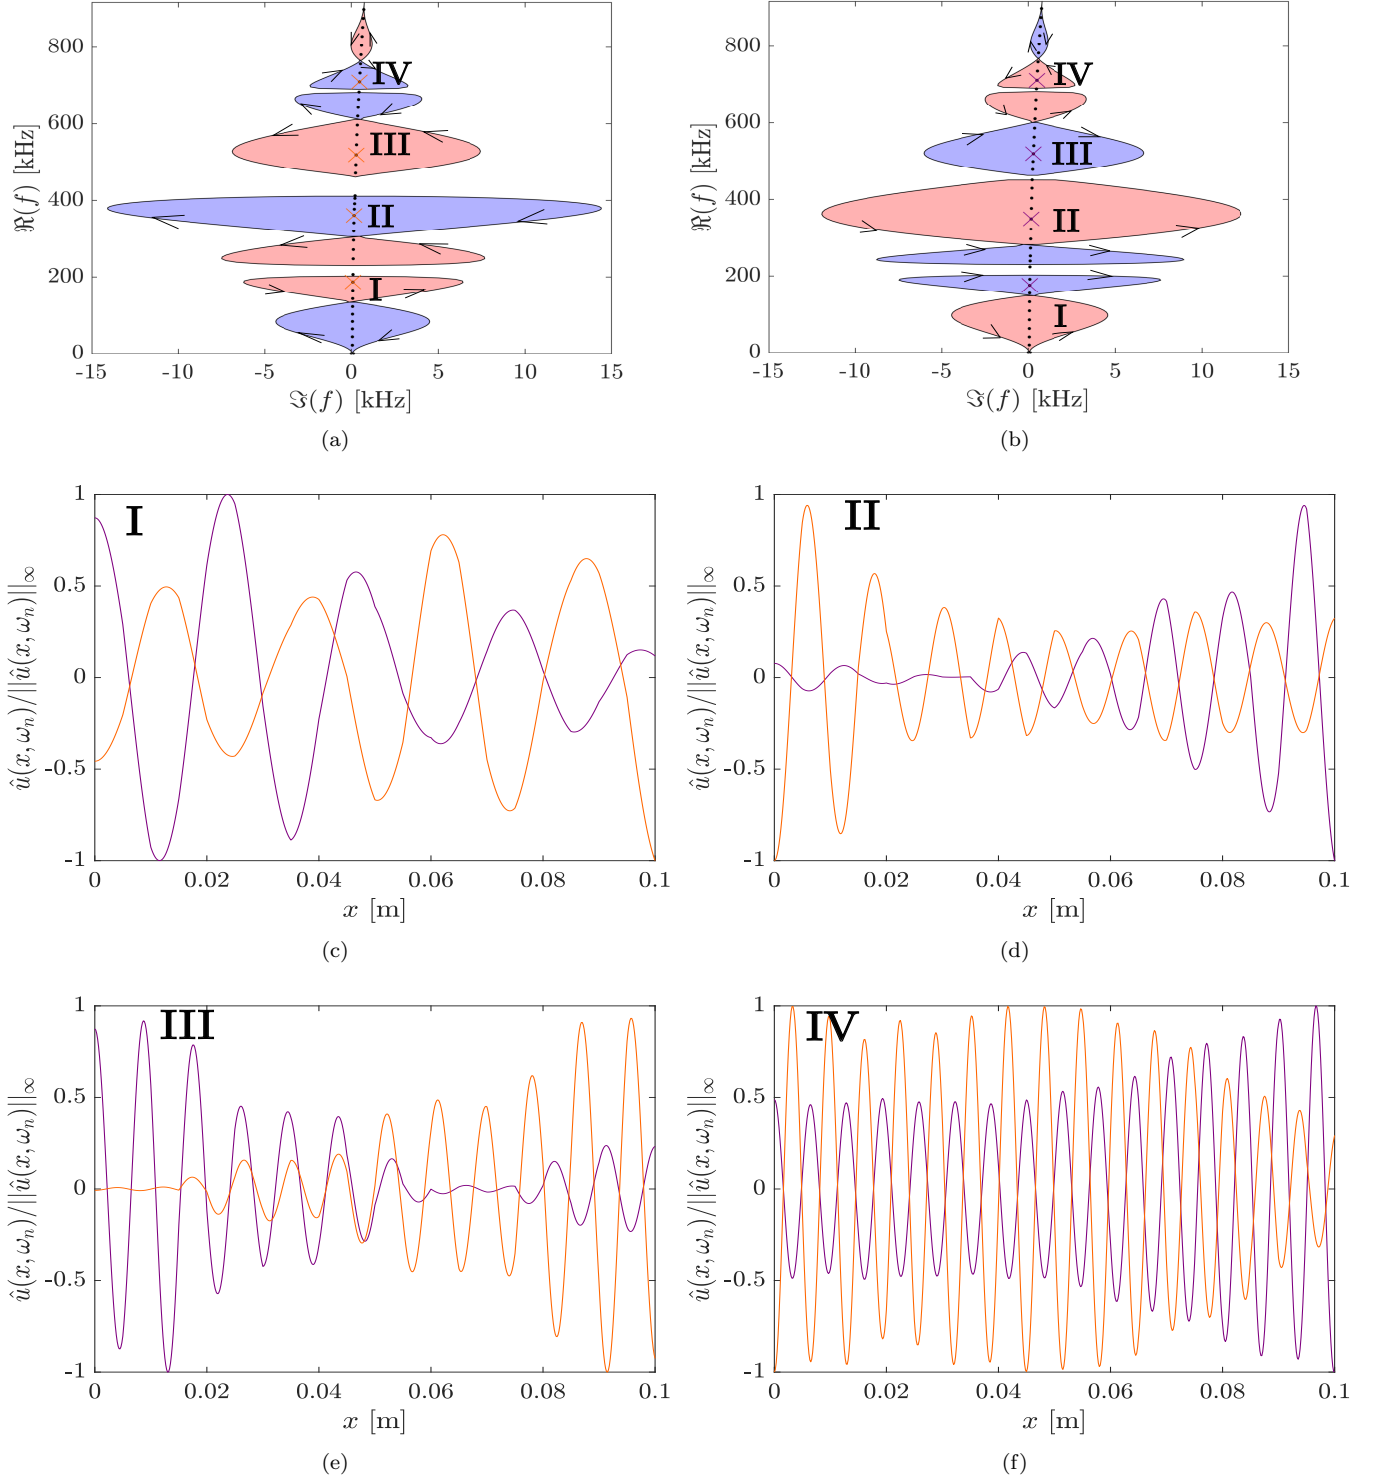 800
600
400
200
0
ℜ(f) [kHz]
IV
III
II
I
-15 -10 -5 0 5 10 15
ℑ(f) [kHz]
(a)
800
600
400
200
0
ℜ(f) [kHz]
IV
III
II
I
-15 -10 -5 0 5 10 15
ℑ(f) [kHz]
(b)
I
1
0.5
0
-0.5
-1
û(x, ωₙ)/||û(x, ωₙ)||∞
0 0.02 0.04 0.06 0.08 0.1
x [m]
(c)
II
1
0.5
0
-0.5
-1
û(x, ωₙ)/||û(x, ωₙ)||∞
0 0.02 0.04 0.06 0.08 0.1
x [m]
(d)
III
1
0.5
0
-0.5
-1
û(x, ωₙ)/||û(x, ωₙ)||∞
0 0.02 0.04 0.06 0.08 0.1
x [m]
(e)
IV
1
0.5
0
-0.5
-1
û(x, ωₙ)/||û(x, ωₙ)||∞
0 0.02 0.04 0.06 0.08 0.1
x [m]
(f)